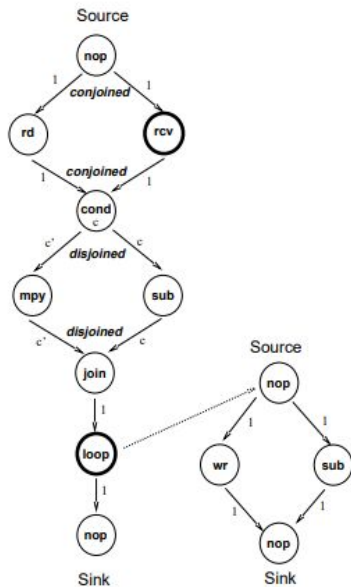 Source
nop
1 1
conjoined
rd rcv
conjoined
1 1
cond
c
c' c
disjoined
mpy sub
disjoined
c' c
join
1
loop
1
nop
Sink
Source
nop
1 1
wr sub
1 1
nop
Sink